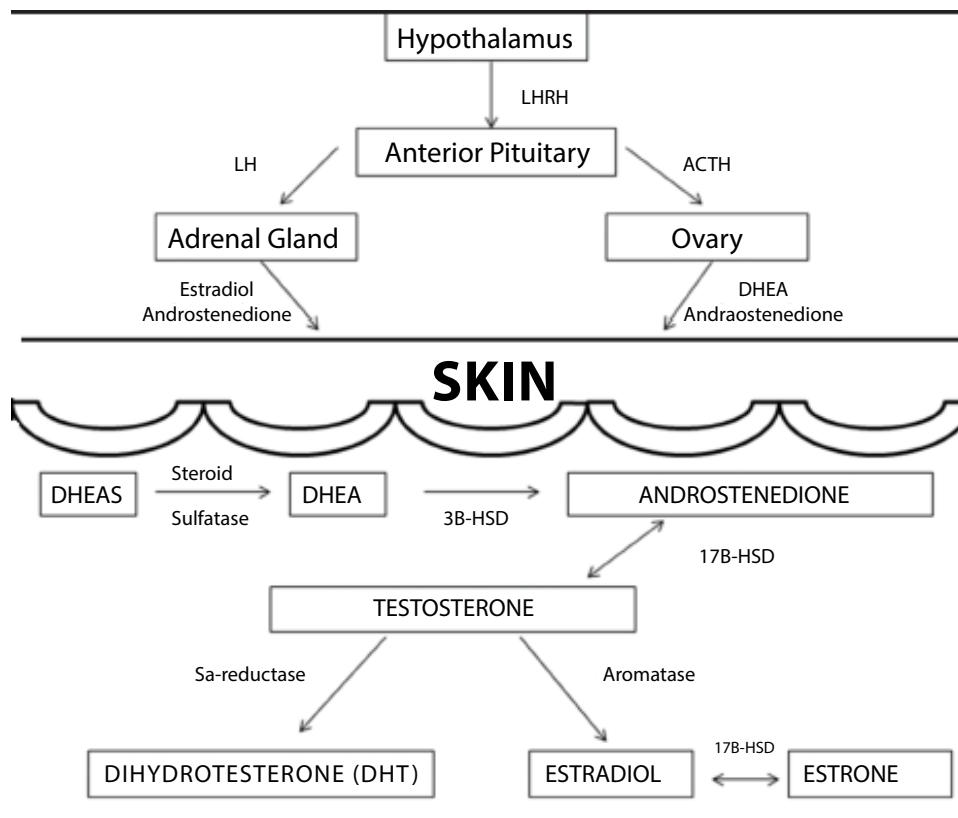 Hypothalamus
LHRH
Anterior Pituitary
LH
ACTH
Adrenal Gland
Ovary
Estradiol
Androstenedione
DHEA
Andraostenedione
SKIN
DHEAS
Steroid
Sulfatase
DHEA
3B-HSD
ANDROSTENEDIONE
17B-HSD
TESTOSTERONE
Sa-reductase
Aromatase
DIHYDROTESTERONE (DHT)
ESTRADIOL
17B-HSD
ESTRONE